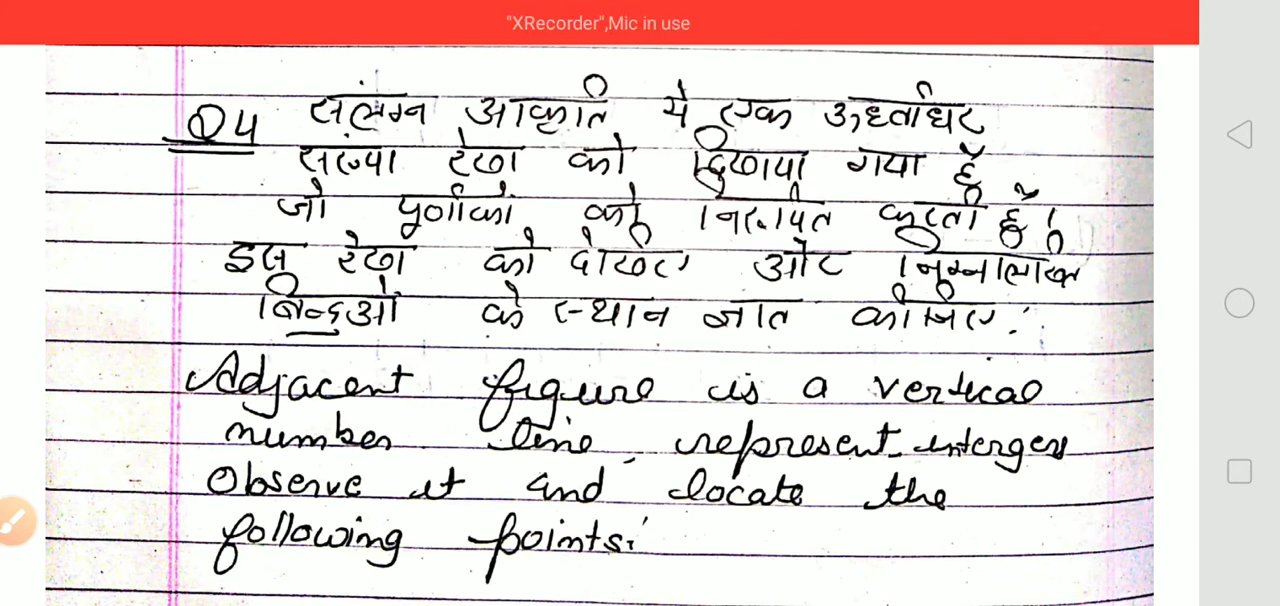 "XRecorder",Mic in use
Q4 संलग्न आकृति मे एक ऊर्ध्वाधर
संख्या रेखा को दिखाया गया है
जो पूर्णांको को निरूपित करती है।
इस रेखा को देखिए और निम्नलिखित
बिन्दुओ के स्थान ज्ञात कीजिए:
Adjacent figure is a vertical
number line, represent intergers
Observe it and locate the
following points: